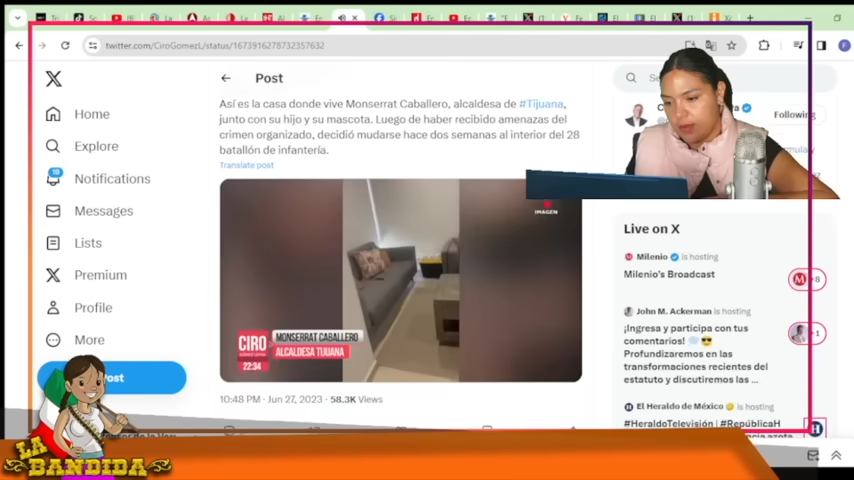 twitter.com/CiroGomezL/status/1673916278732357632
Post
Así es la casa donde vive Monserrat Caballero, alcaldesa de #Tijuana,
junto con su hijo y su mascota. Luego de haber recibido amenazas del
crimen organizado, decidió mudarse hace dos semanas al interior del 28
batallón de infantería.
Translate post
IMAGEN
CIRO
MONSERRAT CABALLERO
ALCALDESA TIJUANA
22:34
10:48 PM · Jun 27, 2023 · 58.3K Views
Home
Explore
19
Notifications
Messages
Lists
Premium
Profile
More
Following
Live on X
Milenio is hosting
Milenio's Broadcast
+8
John M. Ackerman is hosting
¡Ingresa y participa con tus
comentarios!
Profundizaremos en las
transformaciones recientes del
estatuto y discutiremos las ...
+1
El Heraldo de México is hosting
#HeraldoTelevisión | #RepúblicaH
LA
BANDIDA